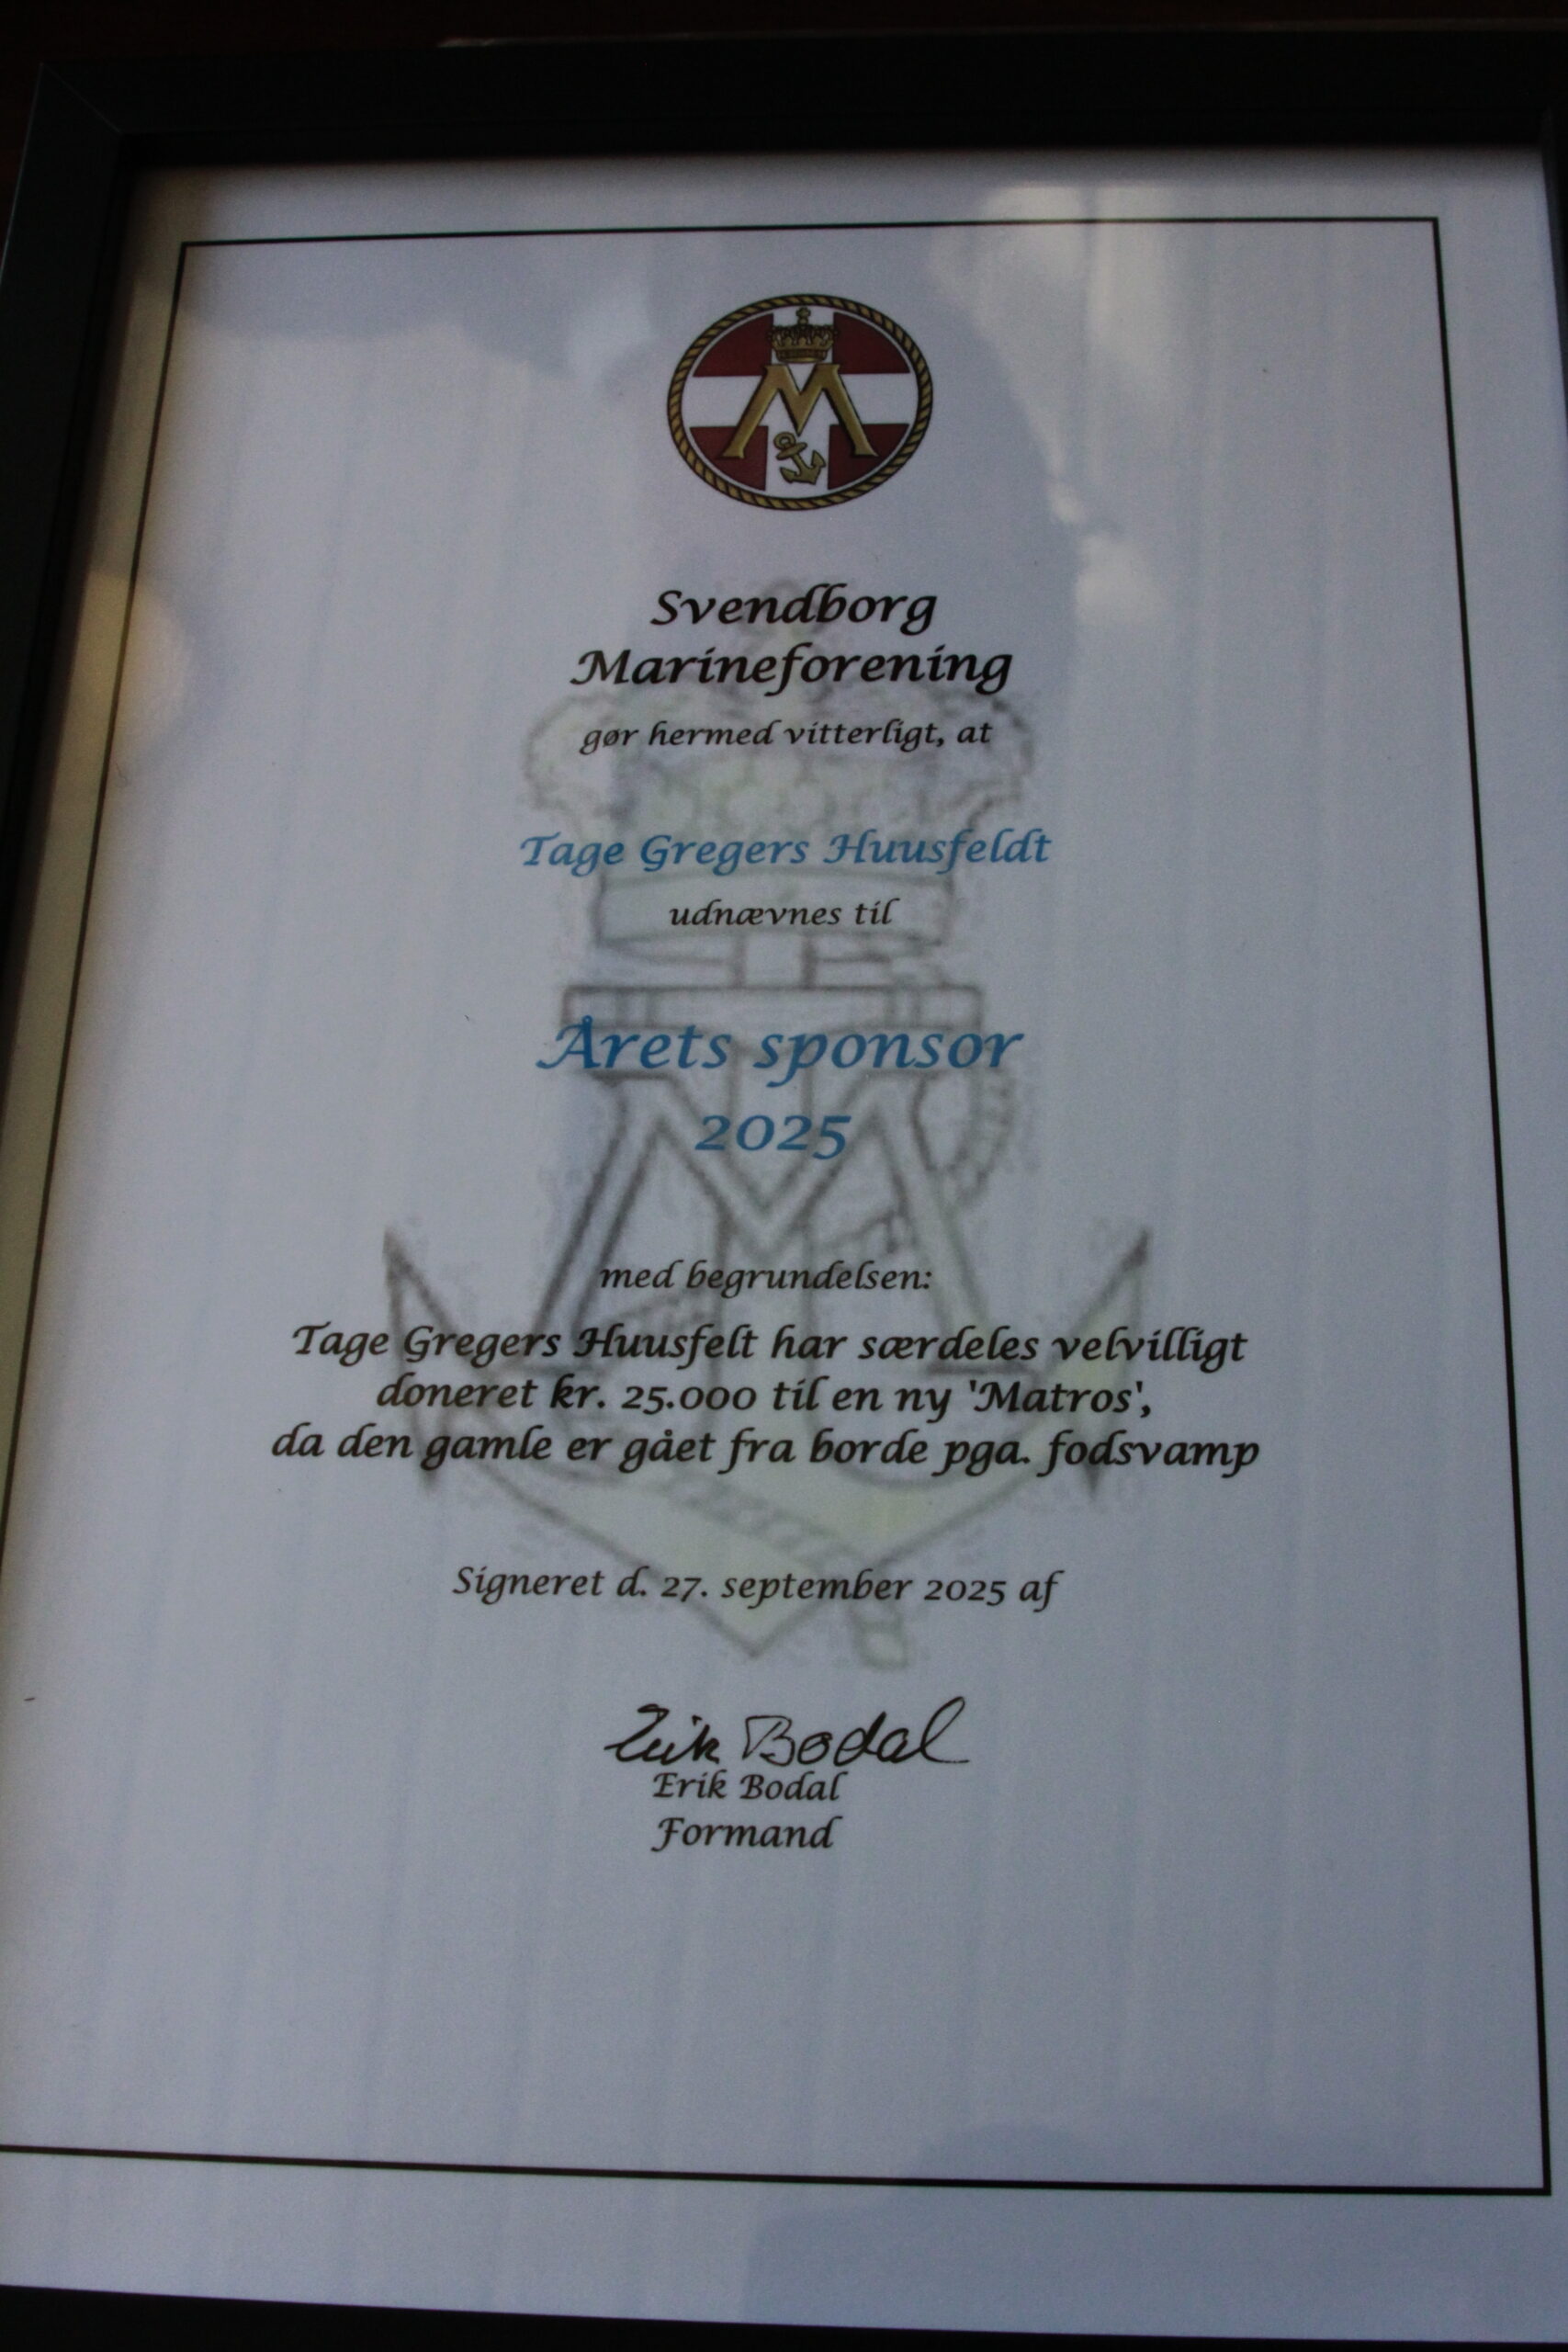 M
Svendborg
Marineforening
gør hermed vitterligt, at
Tage Gregers Huusfeldt
udnævnes til
Årets sponsor
2025
med begrundelsen:
Tage Gregers Huusfelt har særdeles velvilligt
doneret kr. 25.000 til en ny 'Matros',
da den gamle er gået fra borde pga. fodsvamp
Signeret d. 27. september 2025 af
Erik Bodal
Erik Bodal
Formand